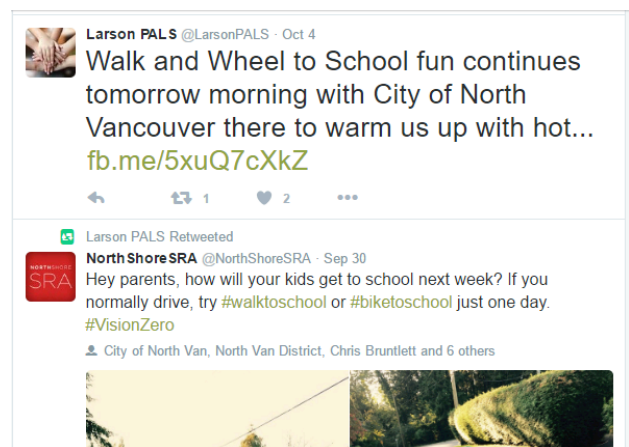 Larson PALS @LarsonPALS · Oct 4
Walk and Wheel to School fun continues
tomorrow morning with City of North
Vancouver there to warm us up with hot...
fb.me/5xuQ7cXkZ
1 2
Larson PALS Retweeted
NORTHSHORE
SRA
NorthShoreSRA @NorthShoreSRA · Sep 30
Hey parents, how will your kids get to school next week? If you
normally drive, try #walktoschool or #biketoschool just one day.
#VisionZero
City of North Van, North Van District, Chris Bruntlett and 6 others